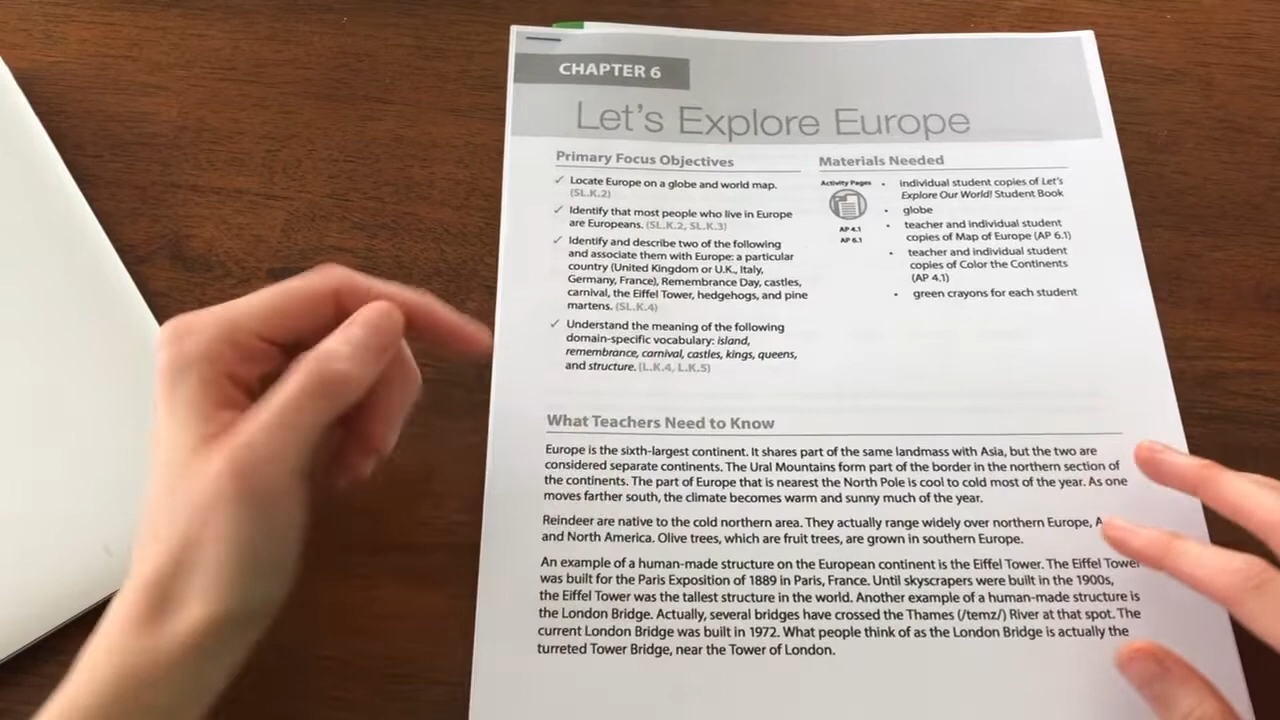 CHAPTER 6
Let's Explore Europe
Primary Focus Objectives
✓ Locate Europe on a globe and world map.
(SL.K.2)
✓ Identify that most people who live in Europe
are Europeans. (SL.K.2, SL.K.3)
✓ Identify and describe two of the following
and associate them with Europe: a particular
country (United Kingdom or U.K., Italy,
Germany, France), Remembrance Day, castles,
carnival, the Eiffel Tower, hedgehogs, and pine
martens. (SL.K.4)
✓ Understand the meaning of the following
domain-specific vocabulary: island,
remembrance, carnival, castles, kings, queens,
and structure. (L.K.4, L.K.5)
Materials Needed
Activity Pages
AP 4.1
AP 6.1
• individual student copies of Let's
Explore Our World! Student Book
• globe
• teacher and individual student
copies of Map of Europe (AP 6.1)
• teacher and individual student
copies of Color the Continents
(AP 4.1)
• green crayons for each student
What Teachers Need to Know
Europe is the sixth-largest continent. It shares part of the same landmass with Asia, but the two are
considered separate continents. The Ural Mountains form part of the border in the northern section of
the continents. The part of Europe that is nearest the North Pole is cool to cold most of the year. As one
moves farther south, the climate becomes warm and sunny much of the year.
Reindeer are native to the cold northern area. They actually range widely over northern Europe,
and North America. Olive trees, which are fruit trees, are grown in southern Europe.
An example of a human-made structure on the European continent is the Eiffel Tower. The Eiffel Tower
was built for the Paris Exposition of 1889 in Paris, France. Until skyscrapers were built in the 1900s,
the Eiffel Tower was the tallest structure in the world. Another example of a human-made structure is
the London Bridge. Actually, several bridges have crossed the Thames (/temz/) River at that spot. The
current London Bridge was built in 1972. What people think of as the London Bridge is actually the
turreted Tower Bridge, near the Tower of London.